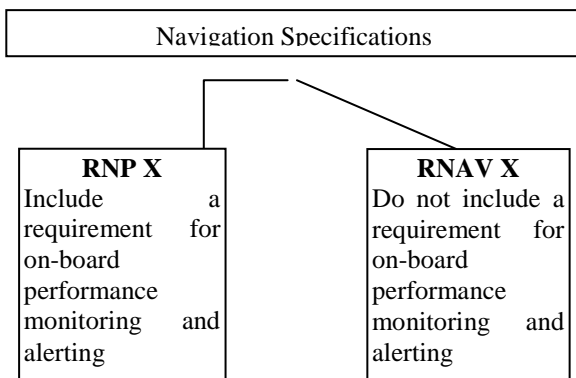 Navigation Specifications
RNP X
Include a
requirement for
on-board
performance
monitoring and
alerting
RNAV X
Do not include a
requirement for
on-board
performance
monitoring and
alerting